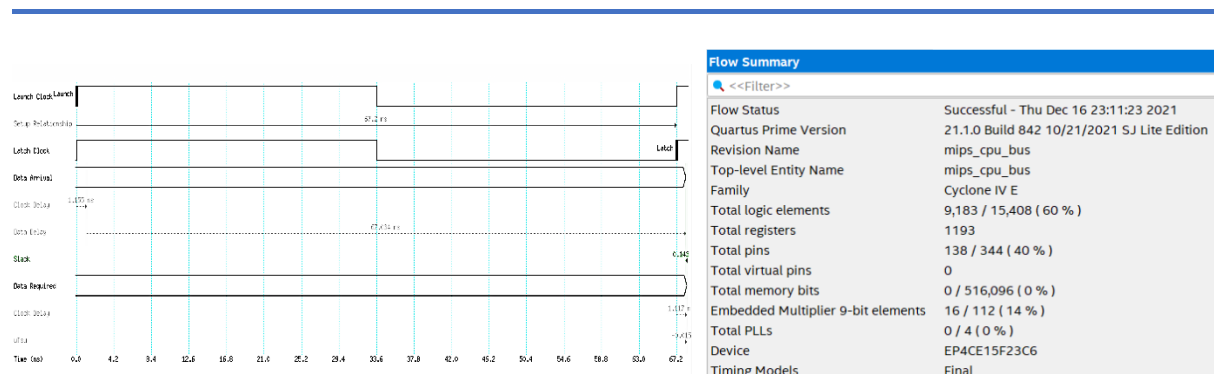 Launch Clock Launch
Setup Relationship
67.2 ns
Latch Clock
Latch
Data Arrival
Clock Delay
Data Delay
Slack
Data Required
Clock Delay
uTsu
Time (ns) 0.0 4.2 8.4 12.6 16.8 21.0 25.2 29.4 33.6 37.8 42.0 46.2 50.4 54.6 58.8 63.0 67.2
Flow Summary
<<Filter>>
Flow Status Successful - Thu Dec 16 23:11:23 2021
Quartus Prime Version 21.1.0 Build 842 10/21/2021 SJ Lite Edition
Revision Name mips_cpu_bus
Top-level Entity Name mips_cpu_bus
Family Cyclone IV E
Total logic elements 9,183 / 15,408 ( 60 % )
Total registers 1193
Total pins 138 / 344 ( 40 % )
Total virtual pins 0
Total memory bits 0 / 516,096 ( 0 % )
Embedded Multiplier 9-bit elements 16 / 112 ( 14 % )
Total PLLs 0 / 4 ( 0 % )
Device EP4CE15F23C6
Timing Models Final